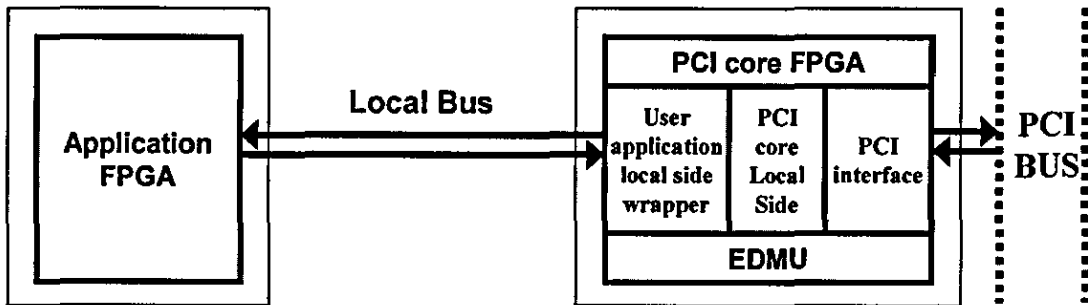 Application
FPGA
Local Bus
PCI core FPGA
User
application
local side
wrapper
PCI
core
Local
Side
PCI
interface
EDMU
PCI
BUS